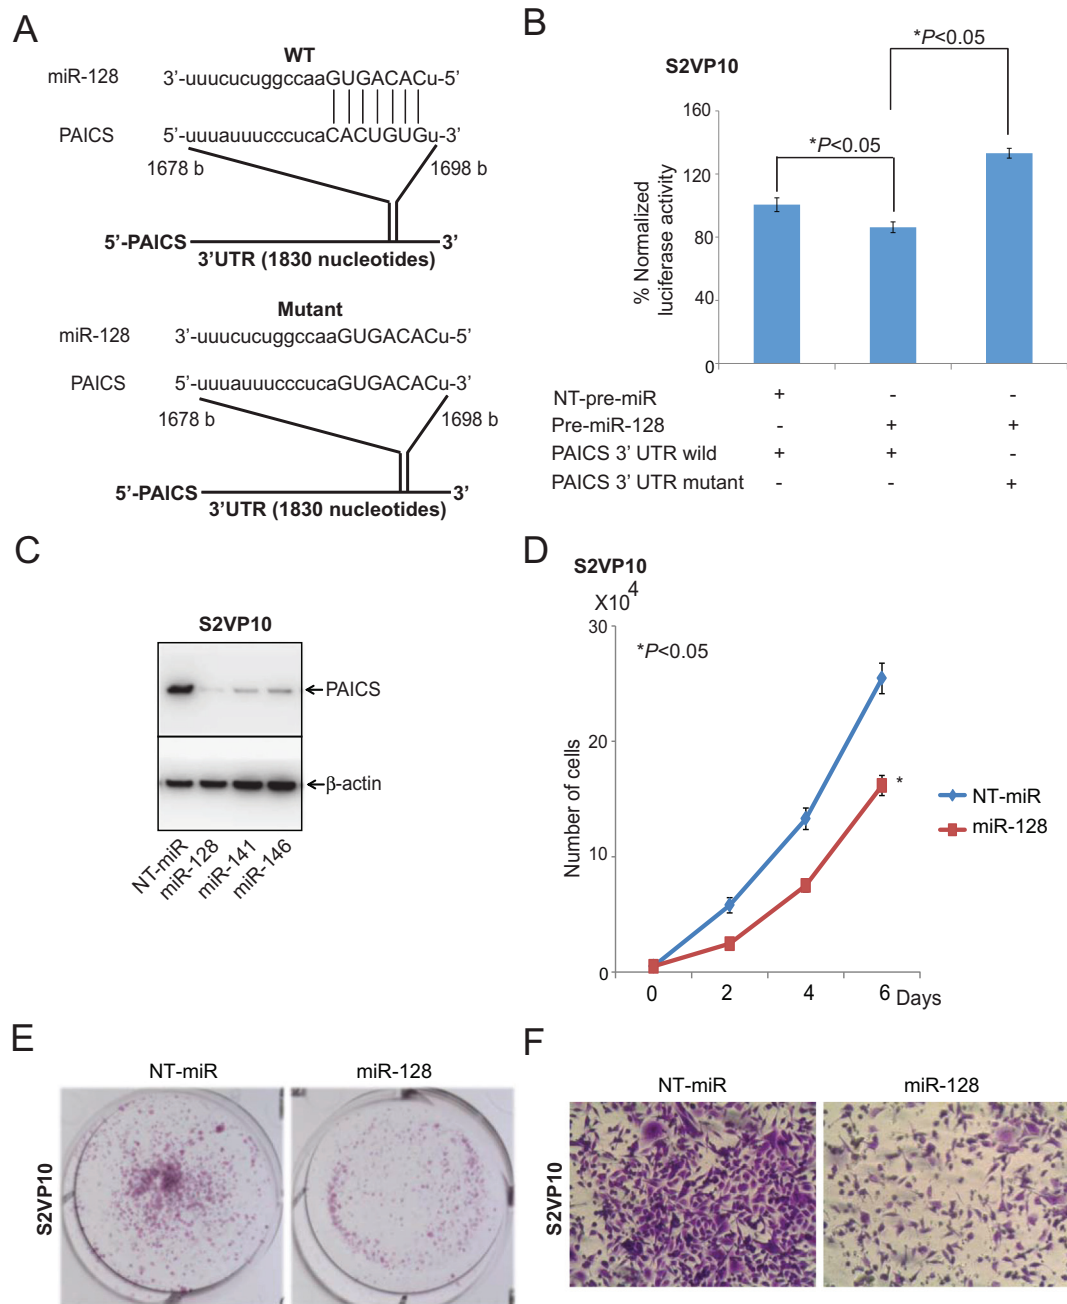 A
WT
miR-128 3’-uuucucuggccaaGUGACACu-5’
PAICS 5’-uuuauuucccucaCACUGUGu-3’
1678 b 1698 b
5’-PAICS 3’
3’UTR (1830 nucleotides)
Mutant
miR-128 3’-uuucucuggccaaGUGACACu-5’
PAICS 5’-uuuauuucccucaGUGACACu-3’
1678 b 1698 b
5’-PAICS 3’
3’UTR (1830 nucleotides)
B
S2VP10
*P<0.05
*P<0.05
% Normalized
luciferase activity
160
120
80
40
0
NT-pre-miR + - -
Pre-miR-128 - + +
PAICS 3’ UTR wild + + -
PAICS 3’ UTR mutant - - +
C
S2VP10
PAICS
β-actin
NT-miR
miR-128
miR-141
miR-146
D
S2VP10
X10⁴
*P<0.05
Number of cells
30
20
10
0
*
NT-miR
miR-128
0 2 4 6 Days
E
NT-miR miR-128
S2VP10
F
NT-miR miR-128
S2VP10